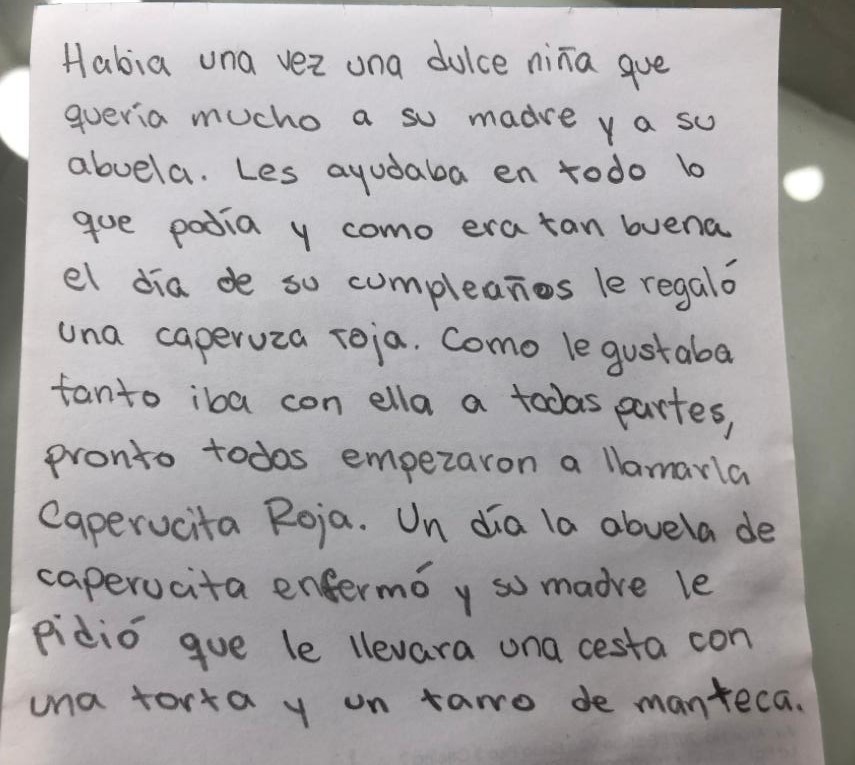 Habia una vez una dulce niña que
quería mucho a su madre y a su
abuela. Les ayudaba en todo lo
que podía y como era tan buena
el día de su cumpleaños le regaló
una caperuza roja. Como le gustaba
tanto iba con ella a todas partes,
pronto todos empezaron a llamarla
Caperucita Roja. Un día la abuela de
caperucita enfermó y su madre le
pidió que le llevara una cesta con
una torta y un tarro de manteca.